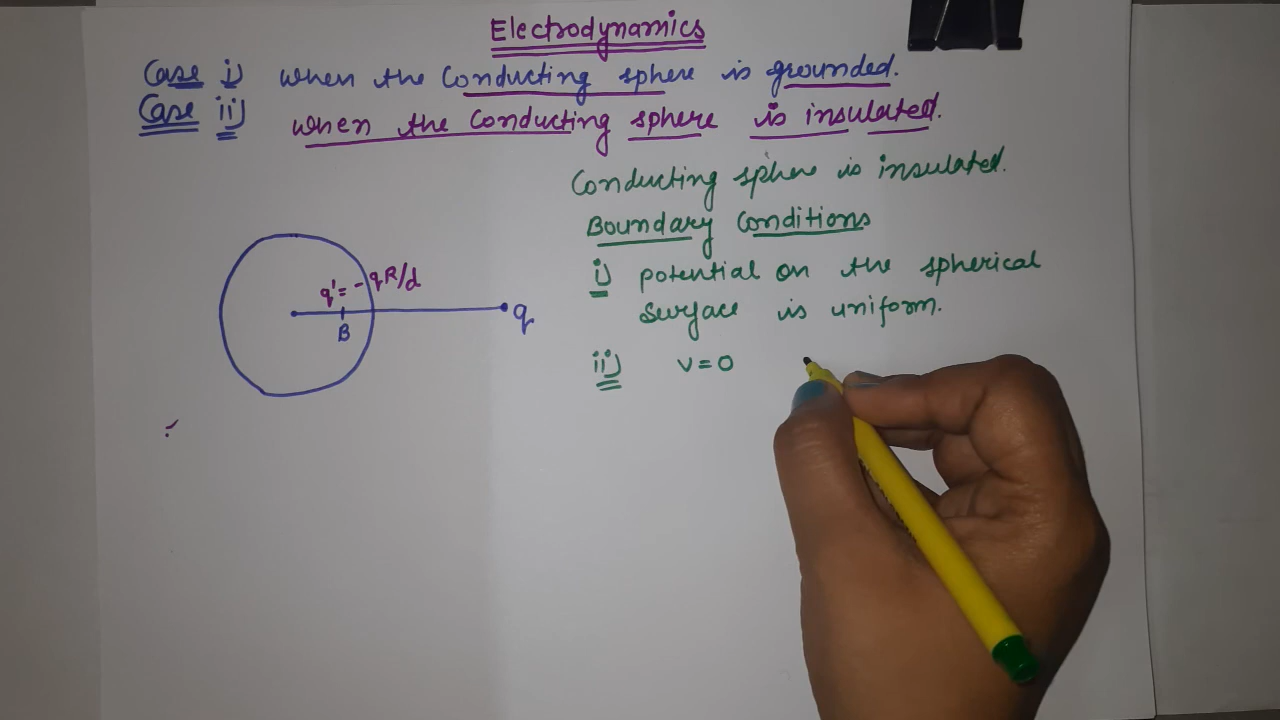 Electrodynamics
Case i) when the Conducting sphere is grounded.
Case ii) when the Conducting sphere is insulated.
Conducting sphere is insulated.
Boundary Conditions
i) potential on the spherical
surface is uniform.
ii) v=0
q'= -qR/d
B
q